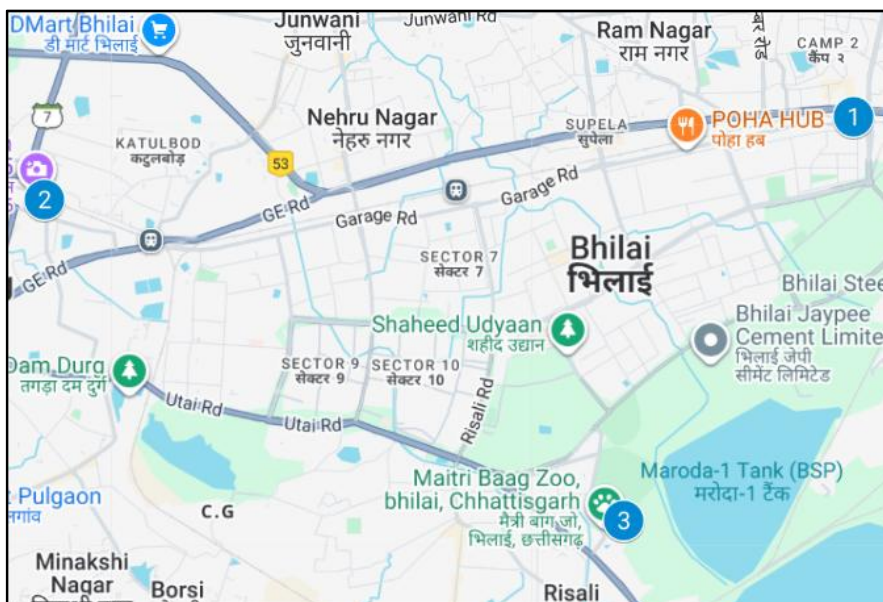 DMart Bhilai
डी मार्ट भिलाई
Junwani
जुनवानी
Junwani Rd
Ram Nagar
राम नगर
CAMP 2
कैंप २
7
Nehru Nagar
नेहरु नगर
KATULBOD
कटुलबोड़
SUPELA
सुपेला
POHA HUB
पोहा हब
1
53
2
GE Rd
Garage Rd
Garage Rd
GE Rd
SECTOR 7
सेक्टर 7
Bhilai
भिलाई
Bhilai Stee
Shaheed Udyaan
शहीद उद्यान
Bhilai Jaypee
Cement Limite
भिलाई जेपी
सीमेंट लिमिटेड
Dam Durg
तगड़ा दम दुर्ग
SECTOR 9
सेक्टर 9
SECTOR 10
सेक्टर 10
Utai Rd
Utai Rd
Risali Rd
Maitri Baag Zoo,
bhilai, Chhattisgarh
मैत्री बाग जो,
भिलाई, छत्तीसगढ़
3
Maroda-1 Tank (BSP)
मरोदा-1 टैंक
Pulgaon
लगांव
C.G
Minakshi
Nagar
Borsi
Risali